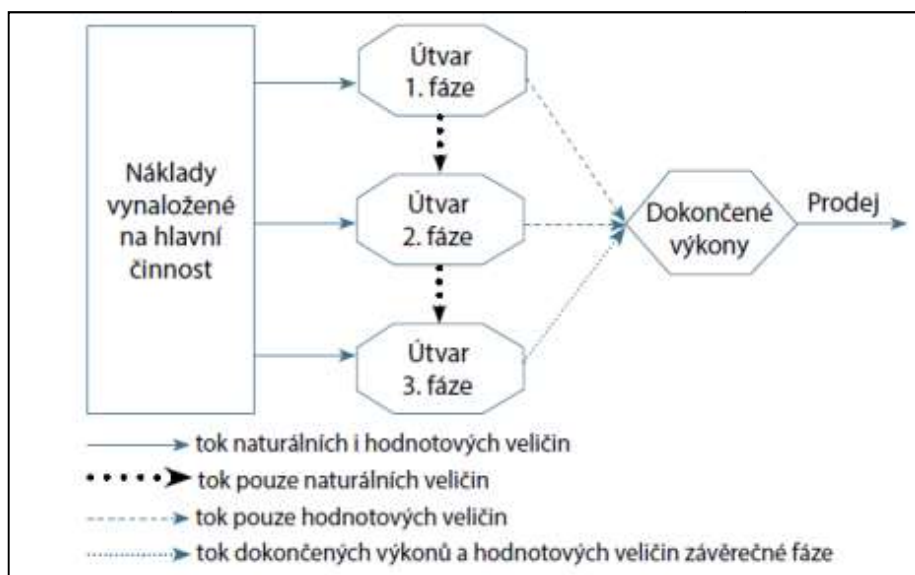 Náklady
vynaložené
na hlavní
činnost
Útvar
1. fáze
Útvar
2. fáze
Útvar
3. fáze
Dokončené
výkony
Prodej
tok naturálních i hodnotových veličin
tok pouze naturálních veličin
tok pouze hodnotových veličin
tok dokončených výkonů a hodnotových veličin závěrečné fáze